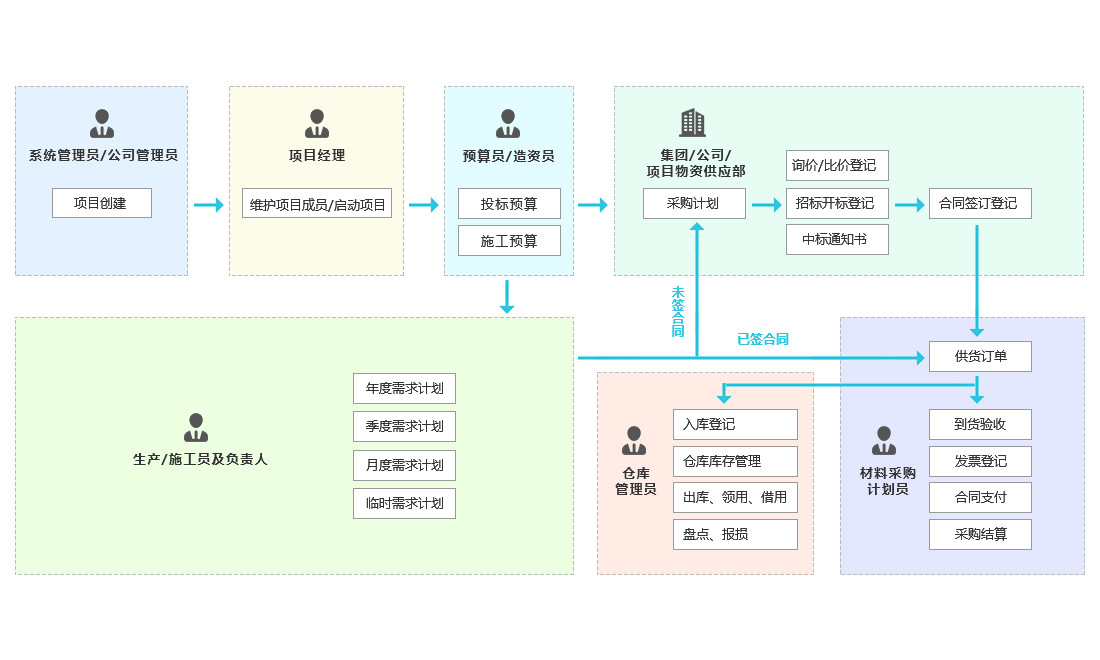 系统管理员/公司管理员
项目创建
项目经理
维护项目成员/启动项目
预算员/造资员
投标预算
施工预算
集团/公司/
项目物资供应部
采购计划
询价/比价登记
招标开标登记
中标通知书
合同签订登记
未签合同
已签合同
生产/施工员及负责人
年度需求计划
季度需求计划
月度需求计划
临时需求计划
仓库
管理员
入库登记
仓库库存管理
出库、领用、借用
盘点、报损
供货订单
材料采购
计划员
到货验收
发票登记
合同支付
采购结算